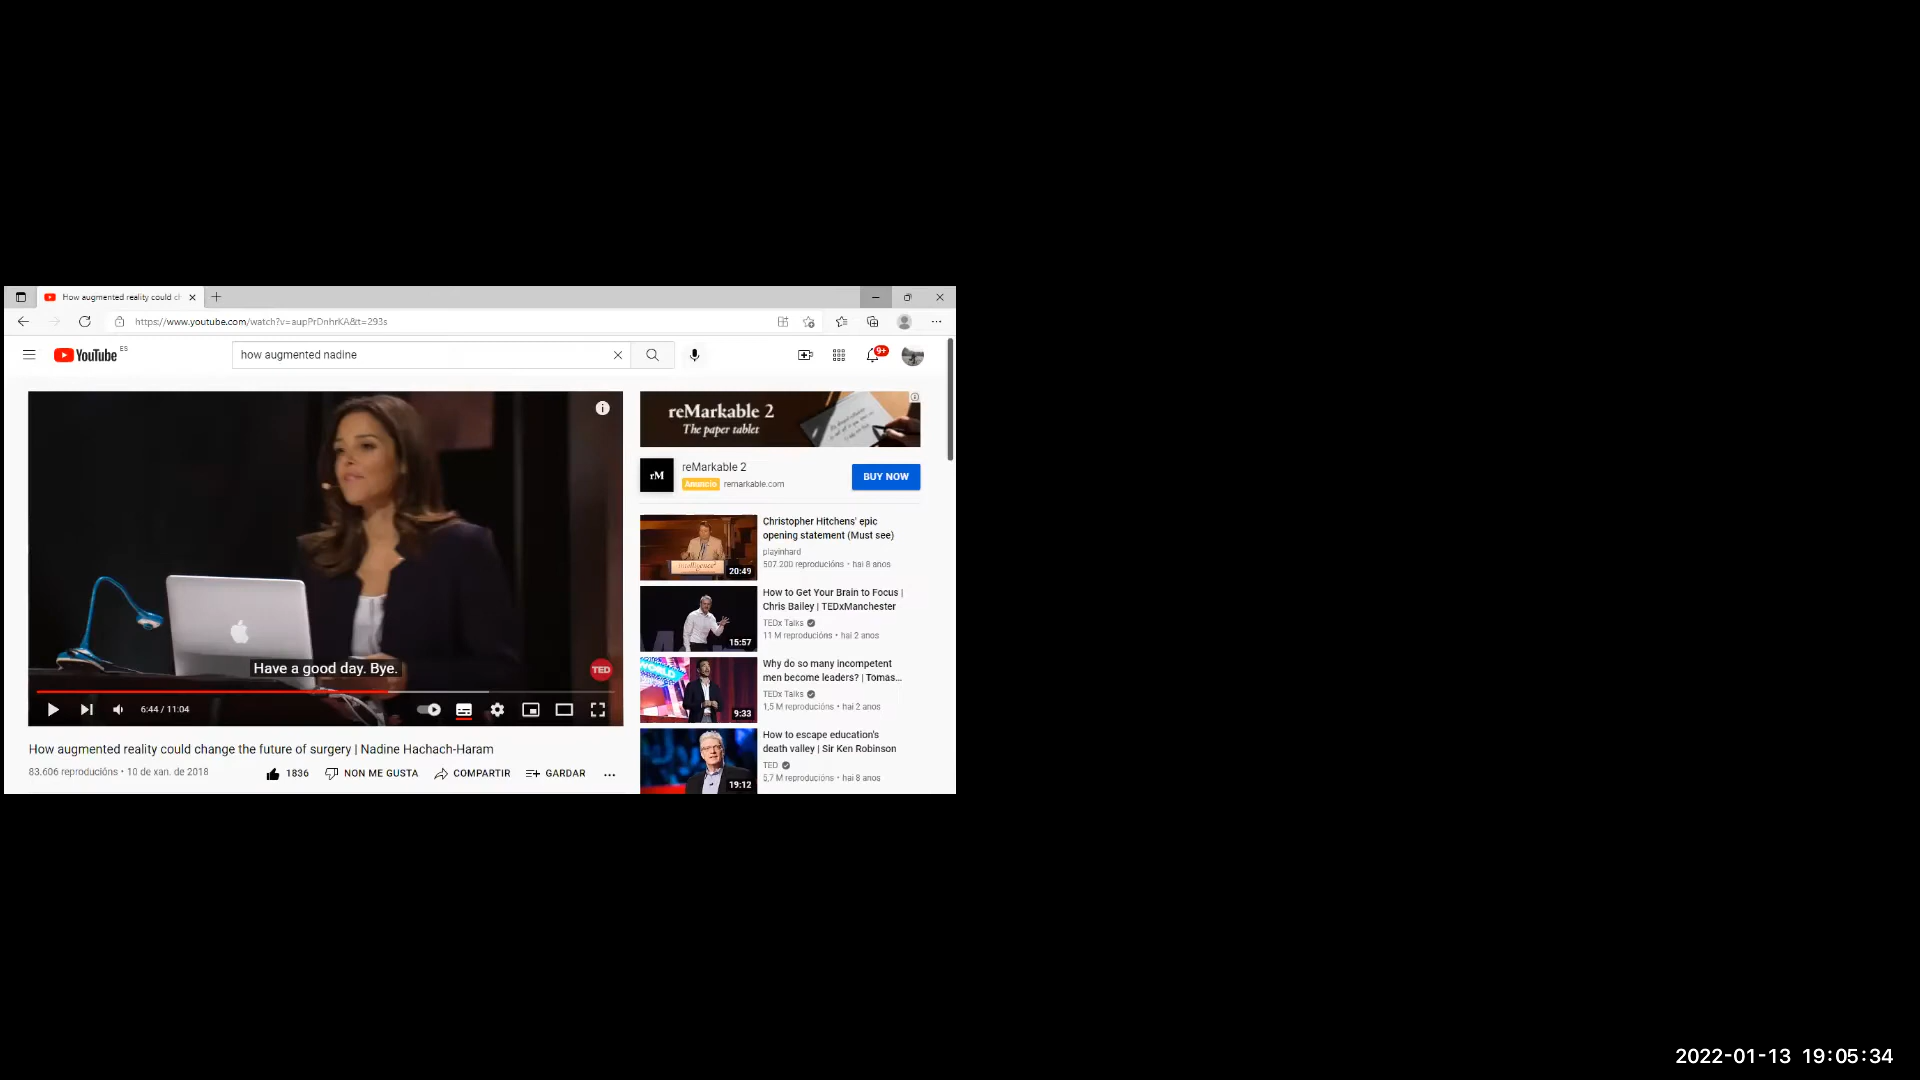 How augmented reality could ch
https://www.youtube.com/watch?v=aupPrDnhrKA&t=293s
YouTube ES
how augmented nadine
9+
Have a good day. Bye.
TED
6:44 / 11:04
How augmented reality could change the future of surgery | Nadine Hachach-Haram
83.606 reproducións • 10 de xan. de 2018
1836
NON ME GUSTA
COMPARTIR
GARDAR
reMarkable 2
The paper tablet
rM
reMarkable 2
Anuncio remarkable.com
BUY NOW
20:49
Christopher Hitchens' epic
opening statement (Must see)
playinhard
507.200 reproducións • hai 8 anos
15:57
How to Get Your Brain to Focus |
Chris Bailey | TEDxManchester
TEDx Talks
11 M reproducións • hai 2 anos
WORLD
9:33
Why do so many incompetent
men become leaders? | Tomas...
TEDx Talks
1,5 M reproducións • hai 2 anos
19:12
How to escape education's
death valley | Sir Ken Robinson
TED
5,7 M reproducións • hai 8 anos
2022-01-13 19:05:34